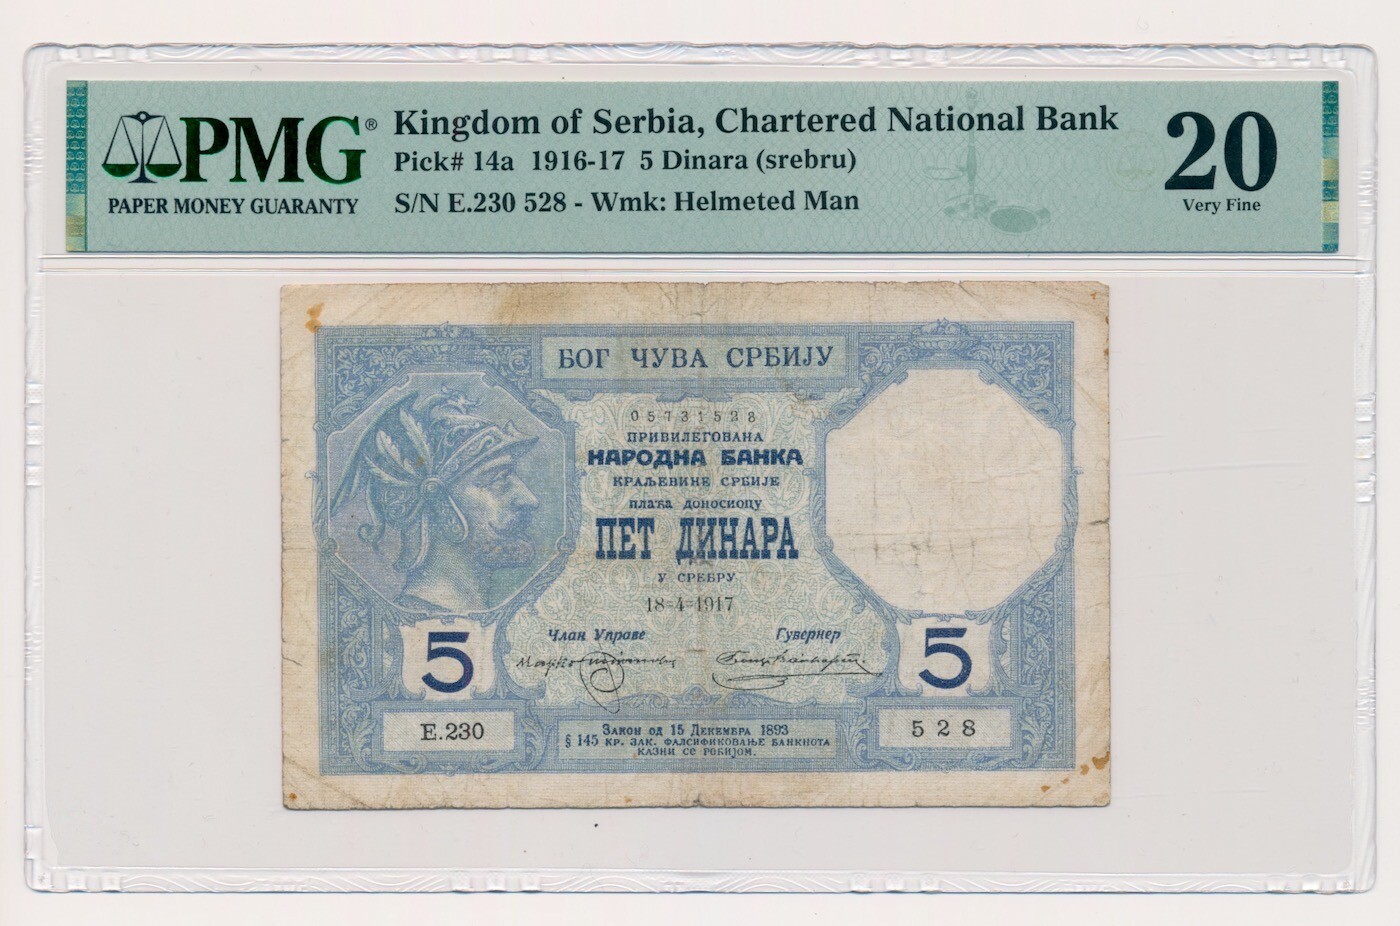 PMG®
PAPER MONEY GUARANTY
Kingdom of Serbia, Chartered National Bank
Pick# 14a 1916-17 5 Dinara (srebru)
S/N E.230 528 - Wmk: Helmeted Man
20
Very Fine
БОГ ЧУВА СРБИЈУ
05731528
ПРИВИЛЕГОВАНА
НАРОДНА БАНКА
КРАЉЕВИНЕ СРБИЈЕ
ПЛАЋА ДОНОСИОЦУ
ПЕТ ДИНАРА
У СРЕБРУ
18-4-1917
Члан Управе
Гувернер
5
5
E.230
Закон од 15 Декембра 1893
§ 145 КР. ЗАК. ФАЛСИФИКОВАЊЕ БАНКНОТА
КАЗНИ СЕ РОБИЈОМ.
528